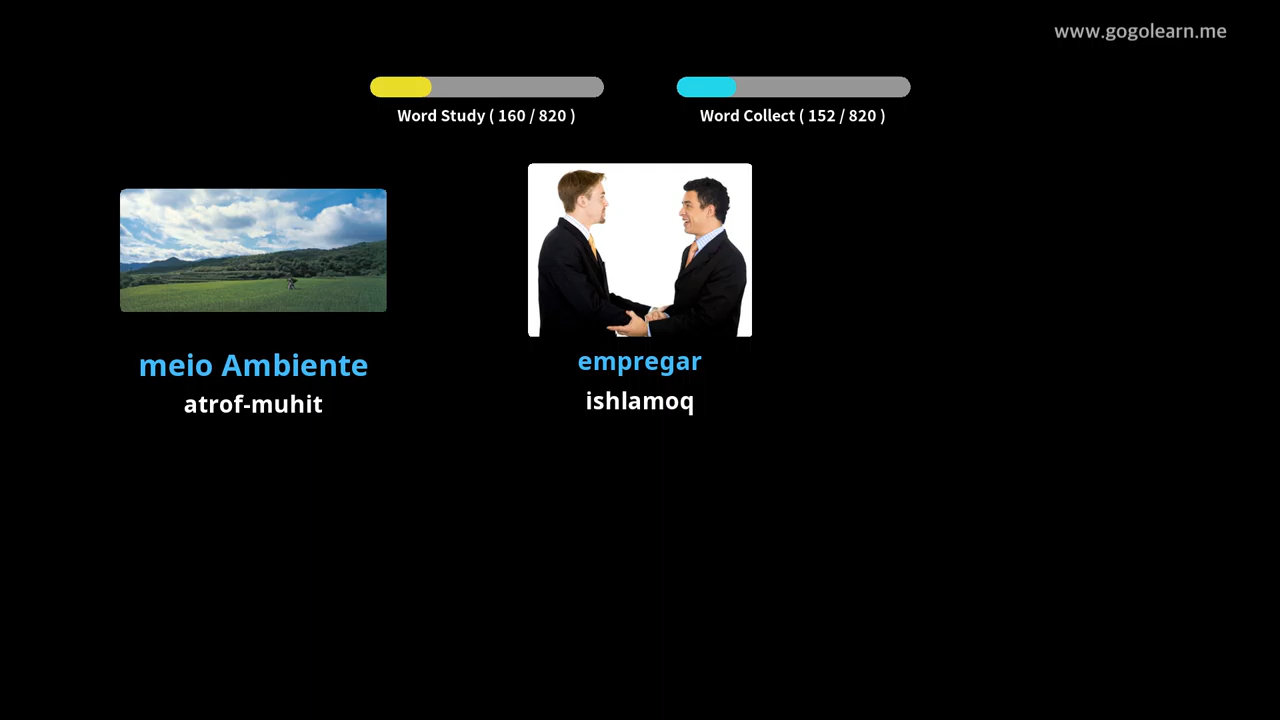 www.gogolearn.me
Word Study ( 160 / 820 )
Word Collect ( 152 / 820 )
meio Ambiente
atrof-muhit
empregar
ishlamoq